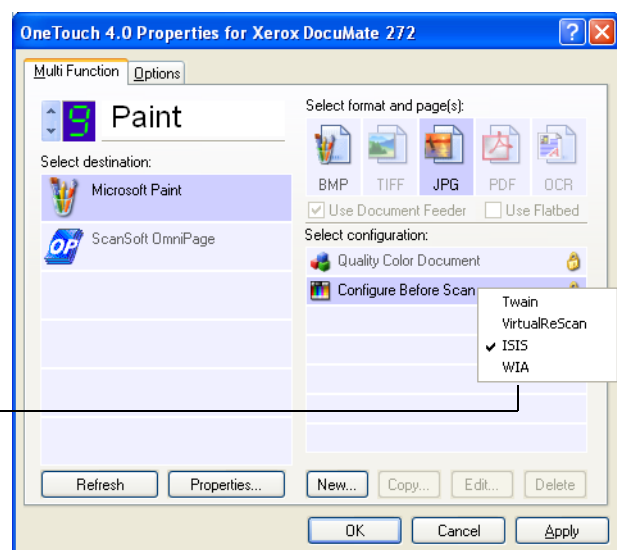 OneTouch 4.0 Properties for Xerox DocuMate 272
Multi Function Options
9 Paint
Select destination:
Microsoft Paint
OP ScanSoft OmniPage
Select format and page(s):
BMP TIFF JPG PDF OCR
Use Document Feeder Use Flatbed
Select configuration:
Quality Color Document
Configure Before Scan
Twain
VirtualReScan
ISIS
WIA
Refresh Properties... New... Copy... Edit... Delete
OK Cancel Apply